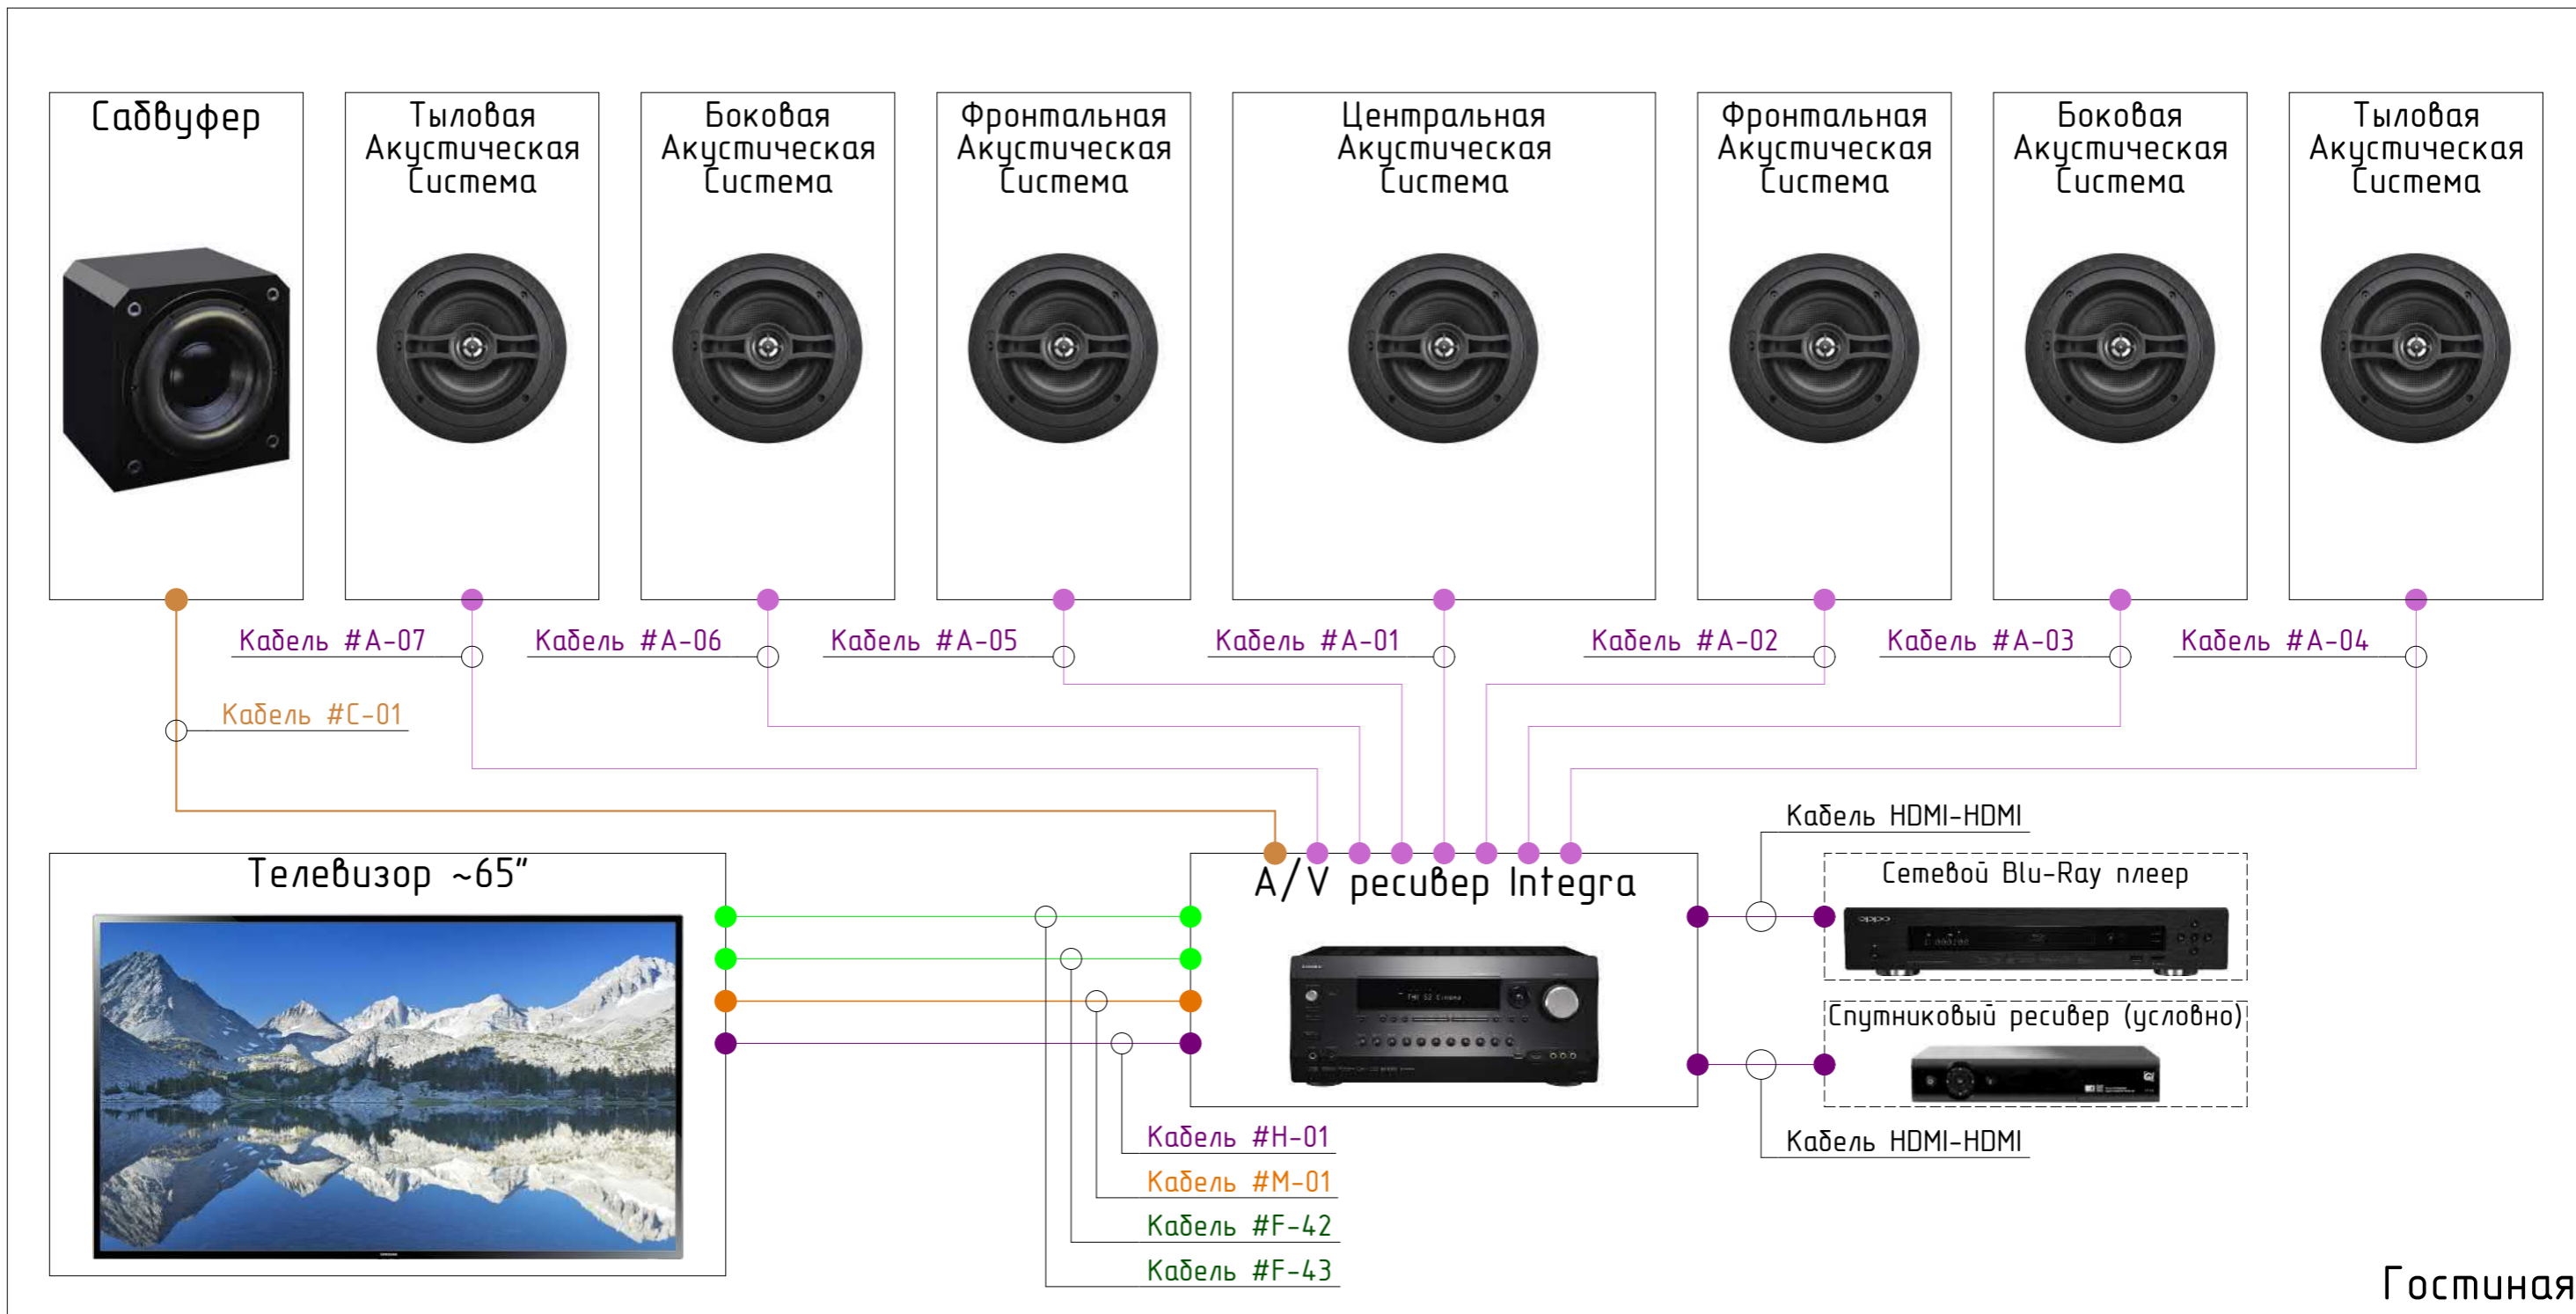 Сабвуфер
Тыловая
Акустическая
Система
Боковая
Акустическая
Система
Фронтальная
Акустическая
Система
Центральная
Акустическая
Система
Фронтальная
Акустическая
Система
Боковая
Акустическая
Система
Тыловая
Акустическая
Система
Кабель #A-07
Кабель #A-06
Кабель #A-05
Кабель #A-01
Кабель #A-02
Кабель #A-03
Кабель #A-04
Кабель #C-01
Кабель HDMI-HDMI
Телевизор ~65"
A/V ресивер Integra
Сетевой Blu-Ray плеер
oppo
Спутниковый ресивер (условно)
Кабель HDMI-HDMI
Кабель #H-01
Кабель #M-01
Кабель #F-42
Кабель #F-43
Гостиная